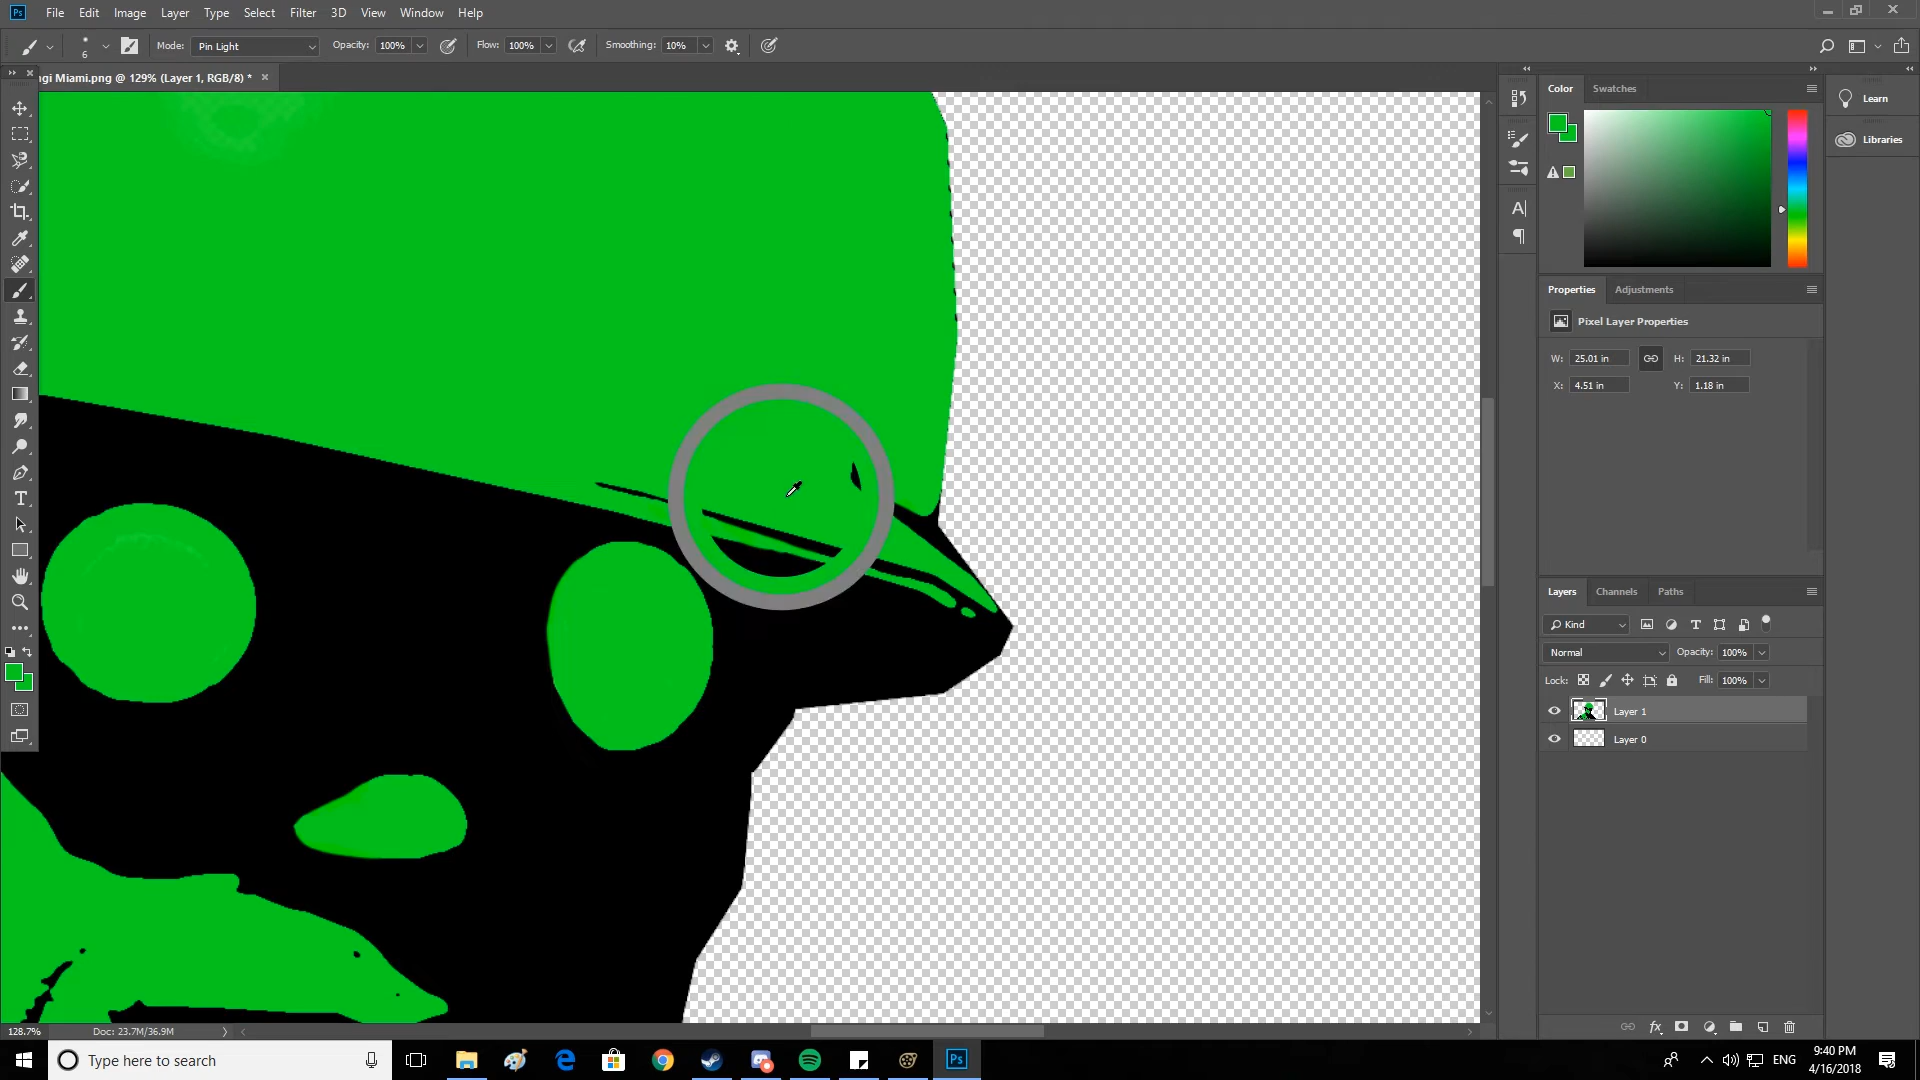 Ps File Edit Image Layer Type Select Filter 3D View Window Help
6 Mode: Pin Light Opacity: 100% Flow: 100% Smoothing: 10%
gi Miami.png @ 129% (Layer 1, RGB/8) *
Color Swatches
Learn
Libraries
Properties Adjustments
Pixel Layer Properties
W: 25.01 in H: 21.32 in
X: 4.51 in Y: 1.18 in
Layers Channels Paths
Kind
Normal Opacity: 100%
Lock: Fill: 100%
Layer 1
Layer 0
128.7% Doc: 23.7M/36.9M
Type here to search
Ps
ENG
9:40 PM
4/16/2018